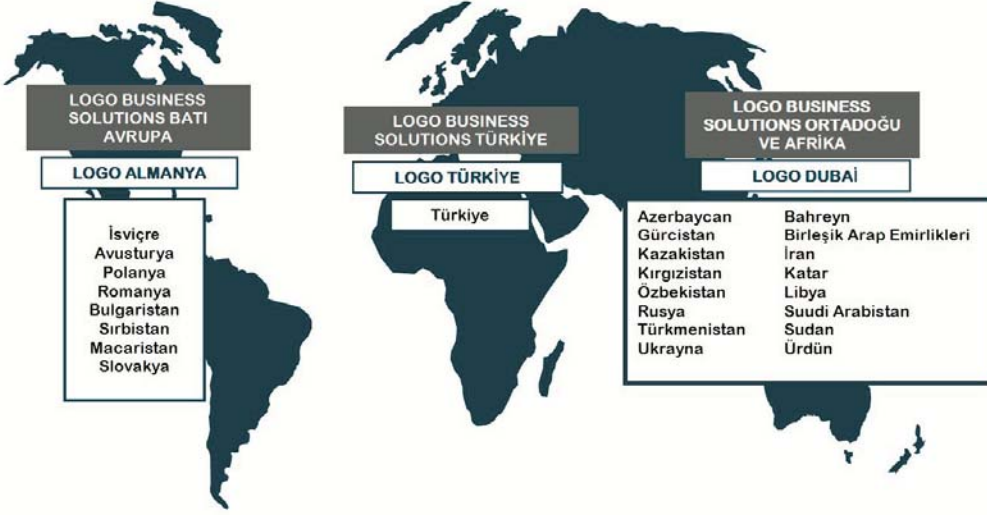 LOGO BUSINESS
SOLUTIONS BATI
AVRUPA
LOGO ALMANYA
İsviçre
Avusturya
Polanya
Romanya
Bulgaristan
Sırbistan
Macaristan
Slovakya
LOGO BUSINESS
SOLUTIONS TÜRKİYE
LOGO TÜRKİYE
Türkiye
LOGO BUSINESS
SOLUTIONS ORTADOĞU
VE AFRİKA
LOGO DUBAİ
Azerbaycan
Gürcistan
Kazakistan
Kırgızistan
Özbekistan
Rusya
Türkmenistan
Ukrayna
Bahreyn
Birleşik Arap Emirlikleri
İran
Katar
Libya
Suudi Arabistan
Sudan
Ürdün